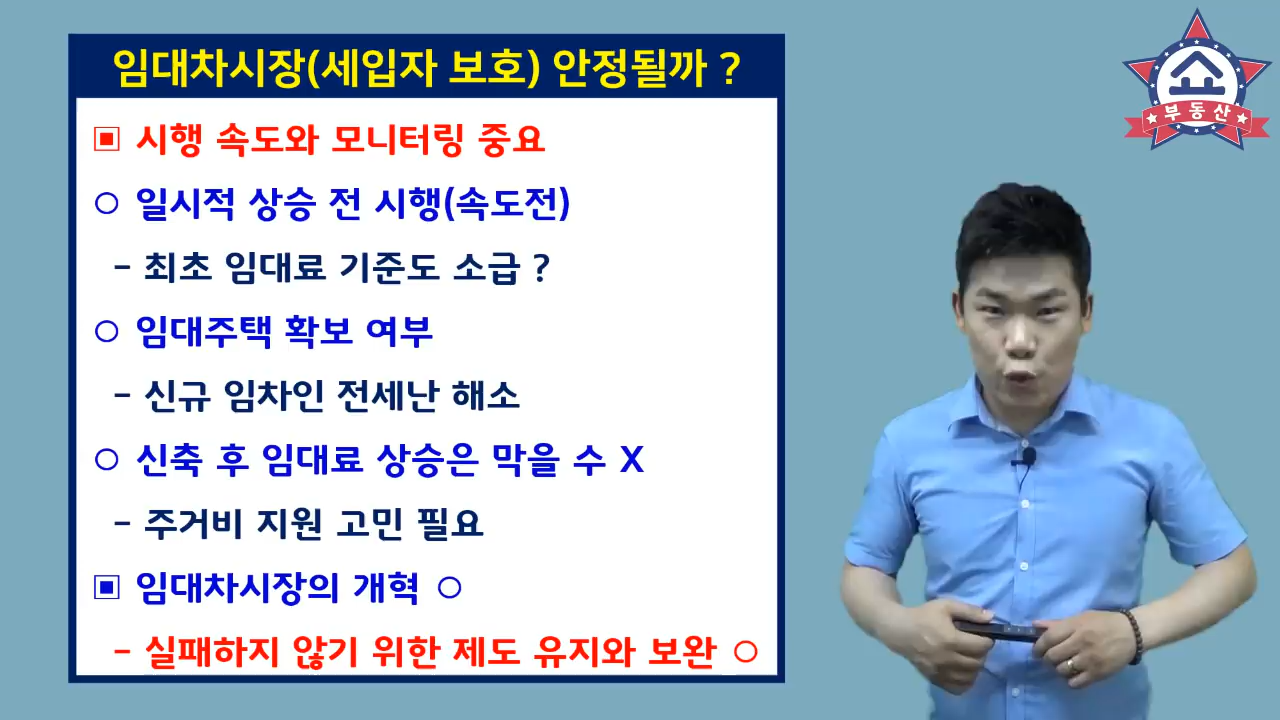 임대차시장(세입자 보호) 안정될까 ?
▣ 시행 속도와 모니터링 중요
○ 일시적 상승 전 시행(속도전)
- 최초 임대료 기준도 소급 ?
○ 임대주택 확보 여부
- 신규 임차인 전세난 해소
○ 신축 후 임대료 상승은 막을 수 X
- 주거비 지원 고민 필요
▣ 임대차시장의 개혁 ○
- 실패하지 않기 위한 제도 유지와 보완 ○
부동산